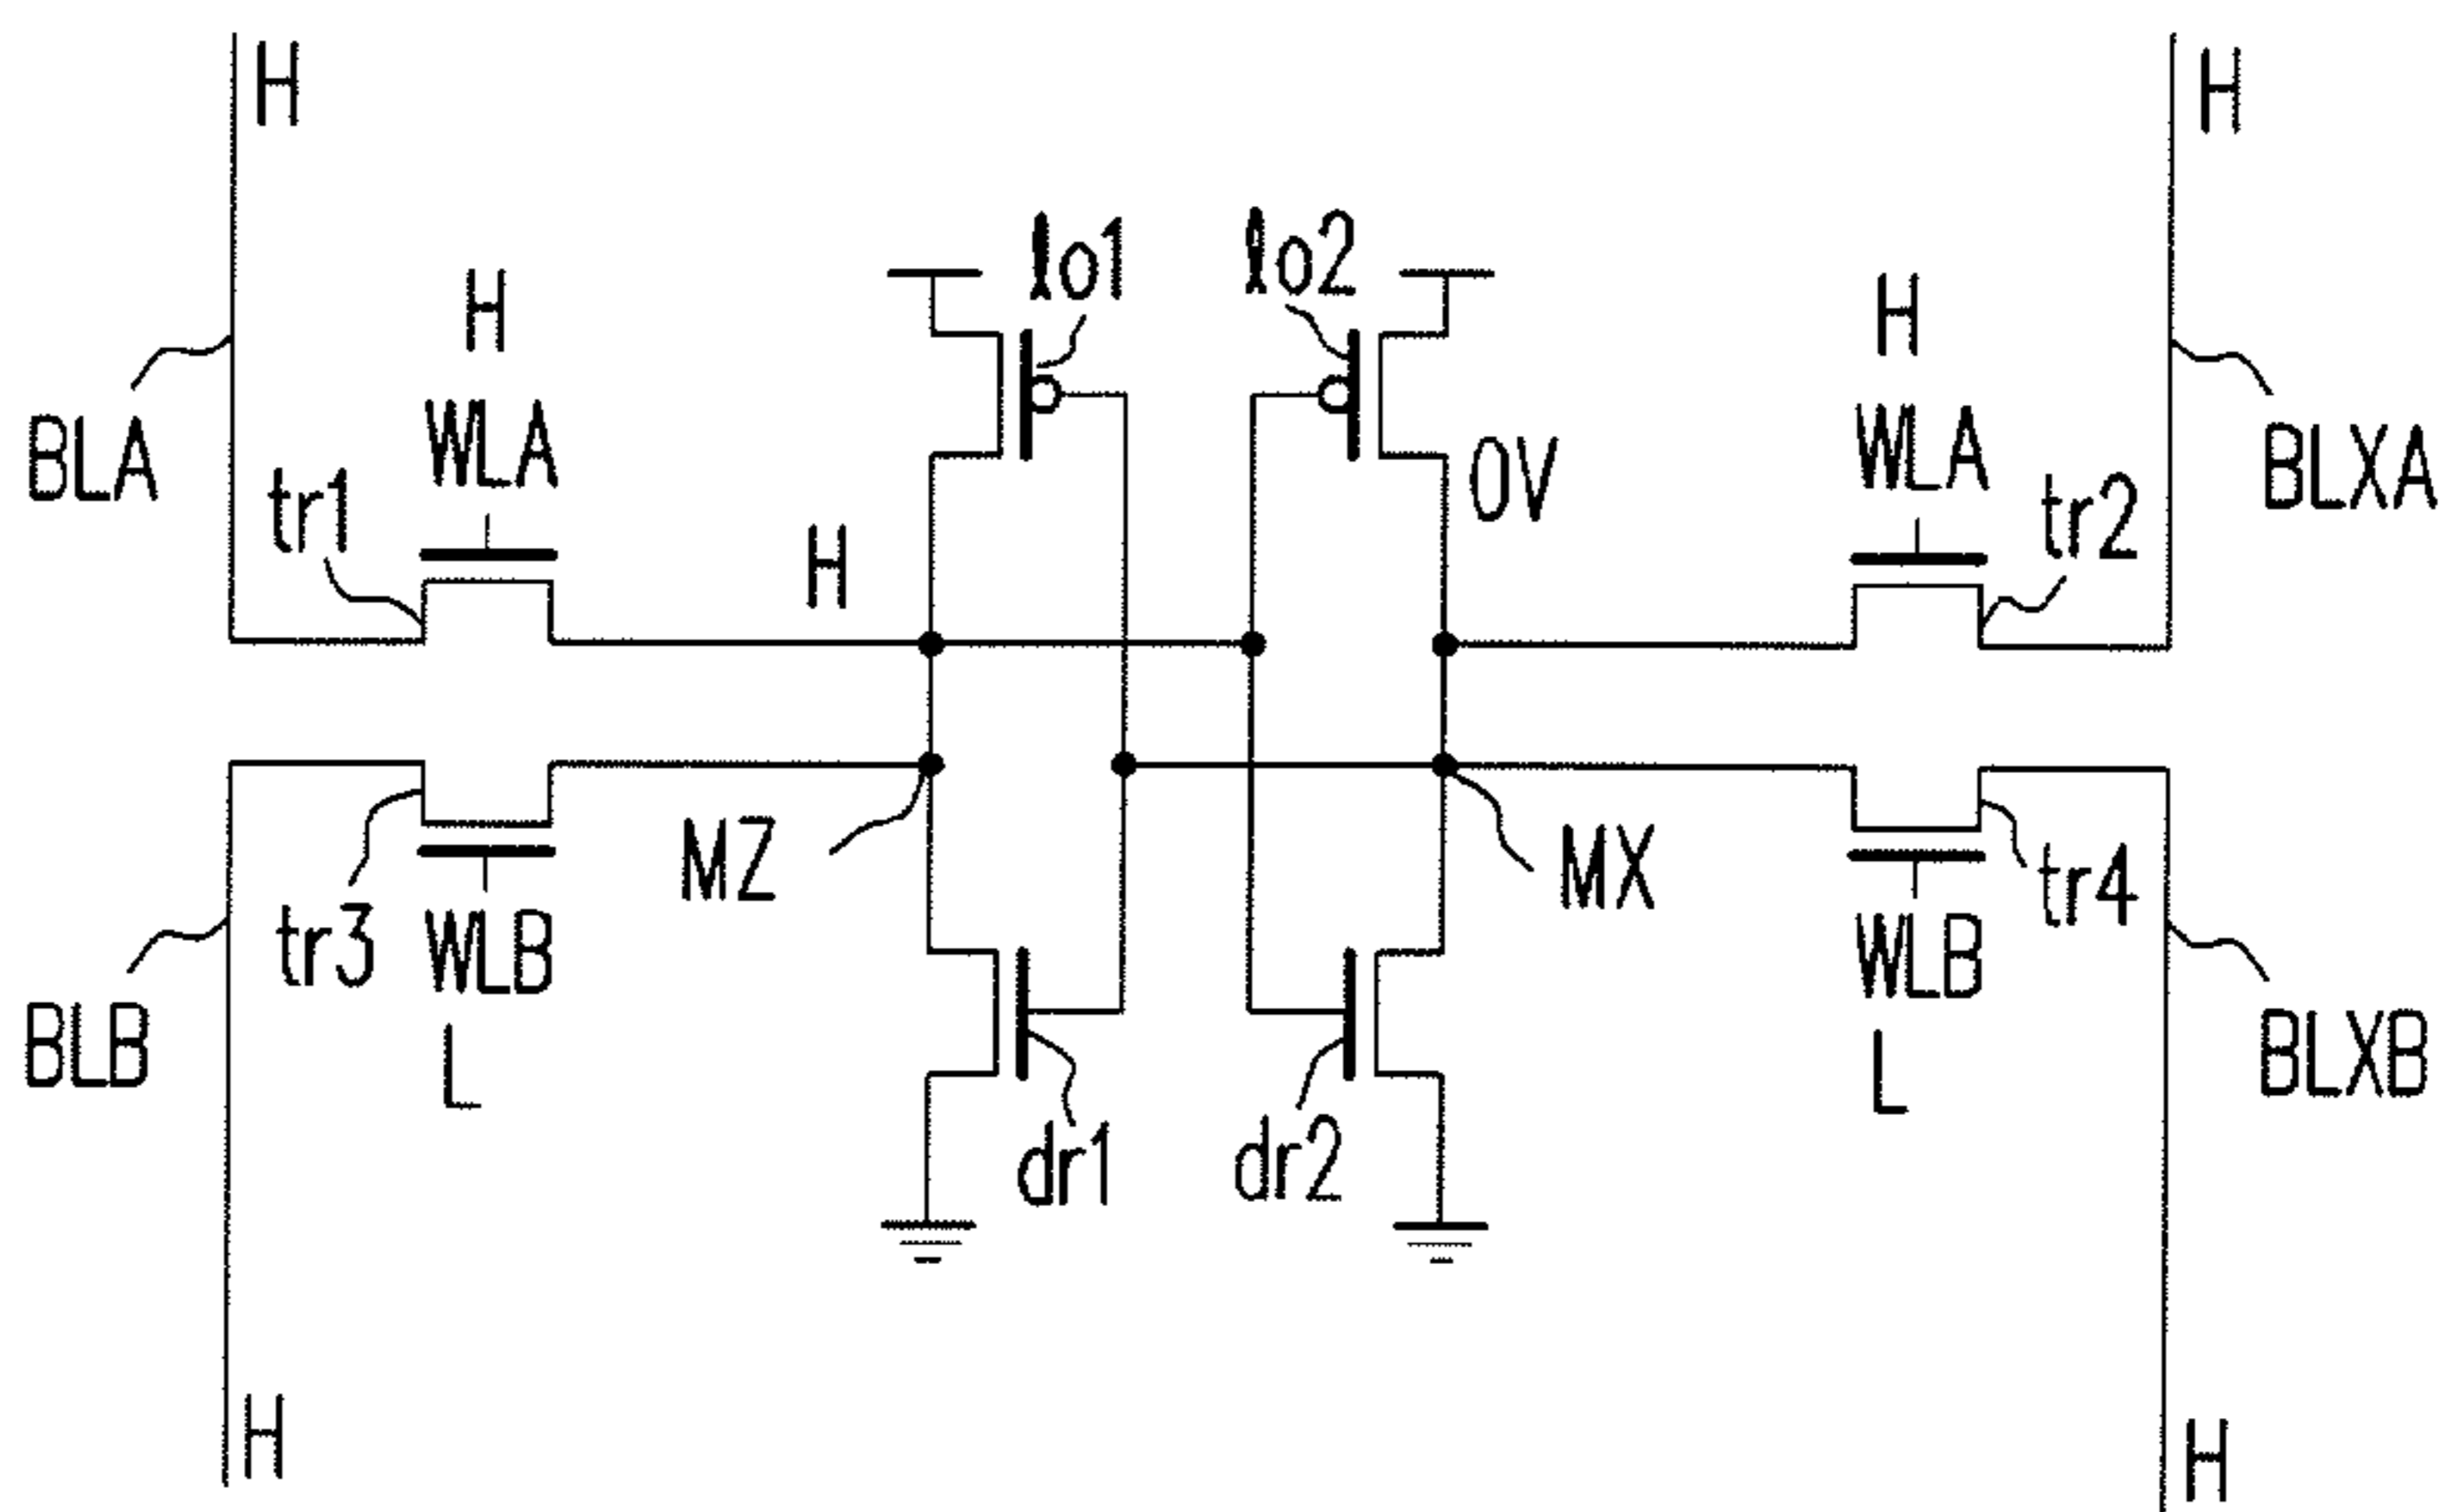 H
H
lo1
lo2
H
H
BLA
WLA
0V
WLA
BLXA
tr1
tr2
H
MZ
MX
tr3
tr4
WLB
WLB
BLB
L
L
BLXB
dr1
dr2
H
H